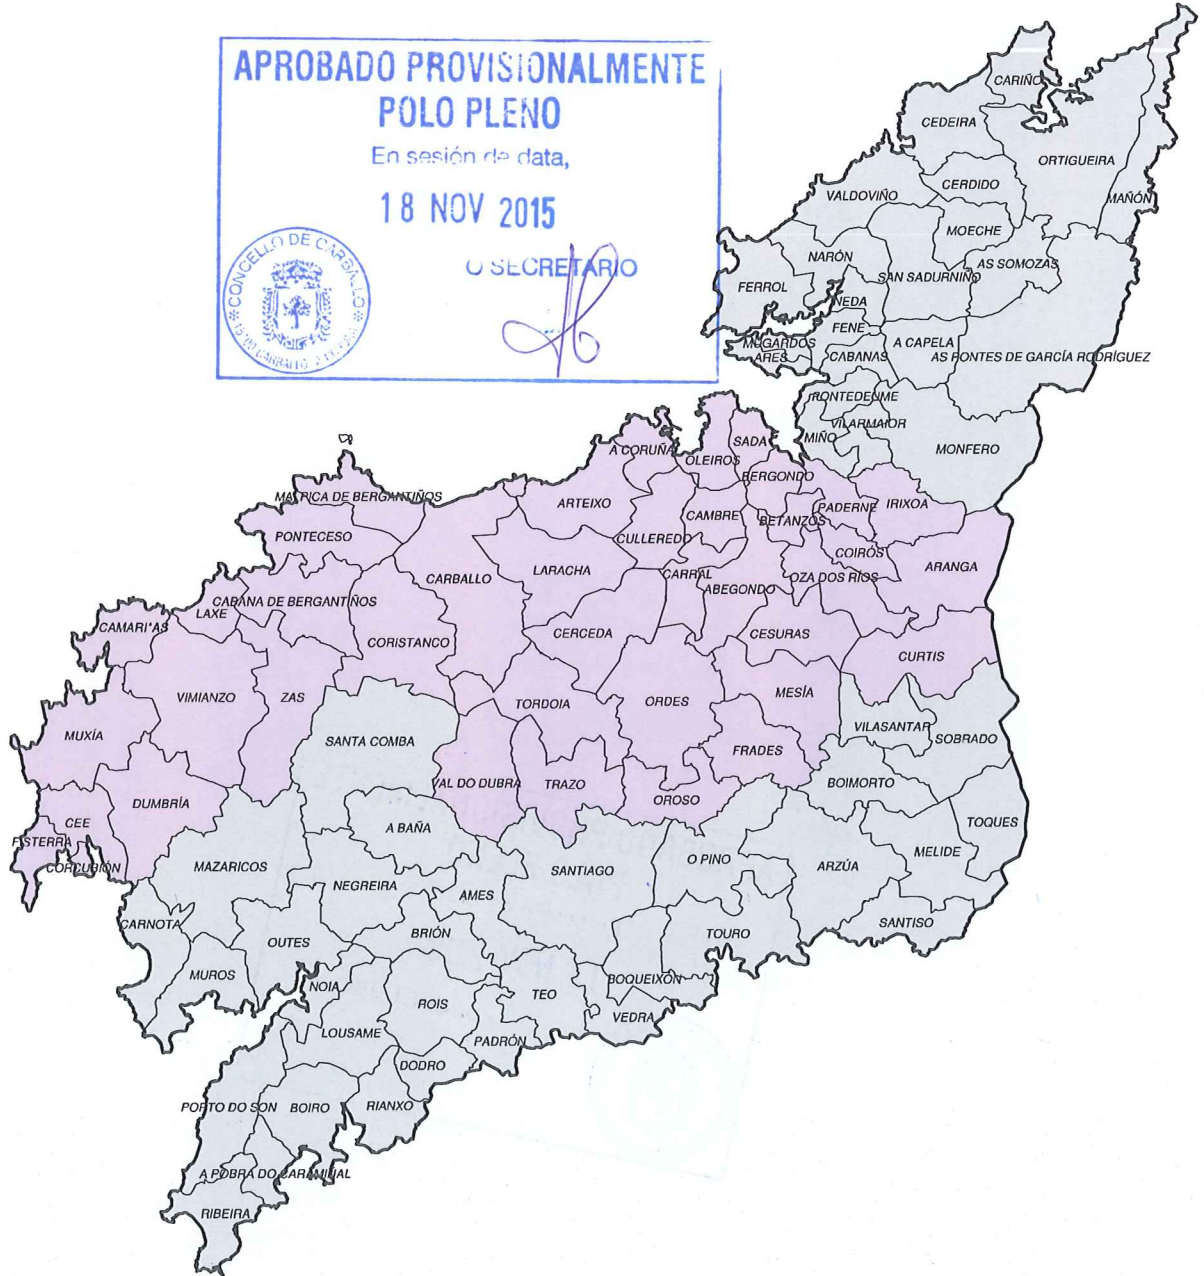 APROBADO PROVISIONALMENTE
POLO PLENO
En sesión de data,
18 NOV 2015
O SECRETARIO
CONCELLO DE CARBALLO
CARIÑO
CEDEIRA
ORTIGUEIRA
CERDIDO
VALDOVIÑO
MAÑÓN
MOECHE
NARÓN
AS SOMOZAS
SAN SADURNIÑO
FERROL
NEDA
FENE
MUGARDOS
A CAPELA
ARES
CABANAS
AS PONTES DE GARCÍA RODRÍGUEZ
PONTEDEUME
VILARMAIOR
MIÑO
MONFERO
A CORUÑA
SADA
OLEIROS
BERGONDO
MALPICA DE BERGANTIÑOS
ARTEIXO
PADERNE
IRIXOA
CAMBRE
BETANZOS
PONTECESO
CULLEREDO
COIRÓS
ARANGA
LARACHA
CARBALLO
CARRAL
OZA DOS RÍOS
ABEGONDO
CABANA DE BERGANTIÑOS
LAXE
CAMARI*AS
CORISTANCO
CERCEDA
CESURAS
CURTIS
VIMIANZO
ZAS
TORDOIA
ORDES
MESÍA
MUXÍA
SANTA COMBA
VILASANTAR
SOBRADO
FRADES
VAL DO DUBRA
TRAZO
BOIMORTO
DUMBRÍA
OROSO
CEE
TOQUES
A BAÑA
FISTERRA
MELIDE
CORCUBIÓN
MAZARICOS
SANTIAGO
O PINO
ARZÚA
NEGREIRA
AMES
CARNOTA
SANTISO
BRIÓN
TOURO
OUTES
MUROS
BOQUEIXÓN
NOIA
TEO
ROIS
VEDRA
LOUSAME
PADRÓN
DODRO
PORTO DO SON
BOIRO
RIANXO
A POBRA DO CARAMIÑAL
RIBEIRA